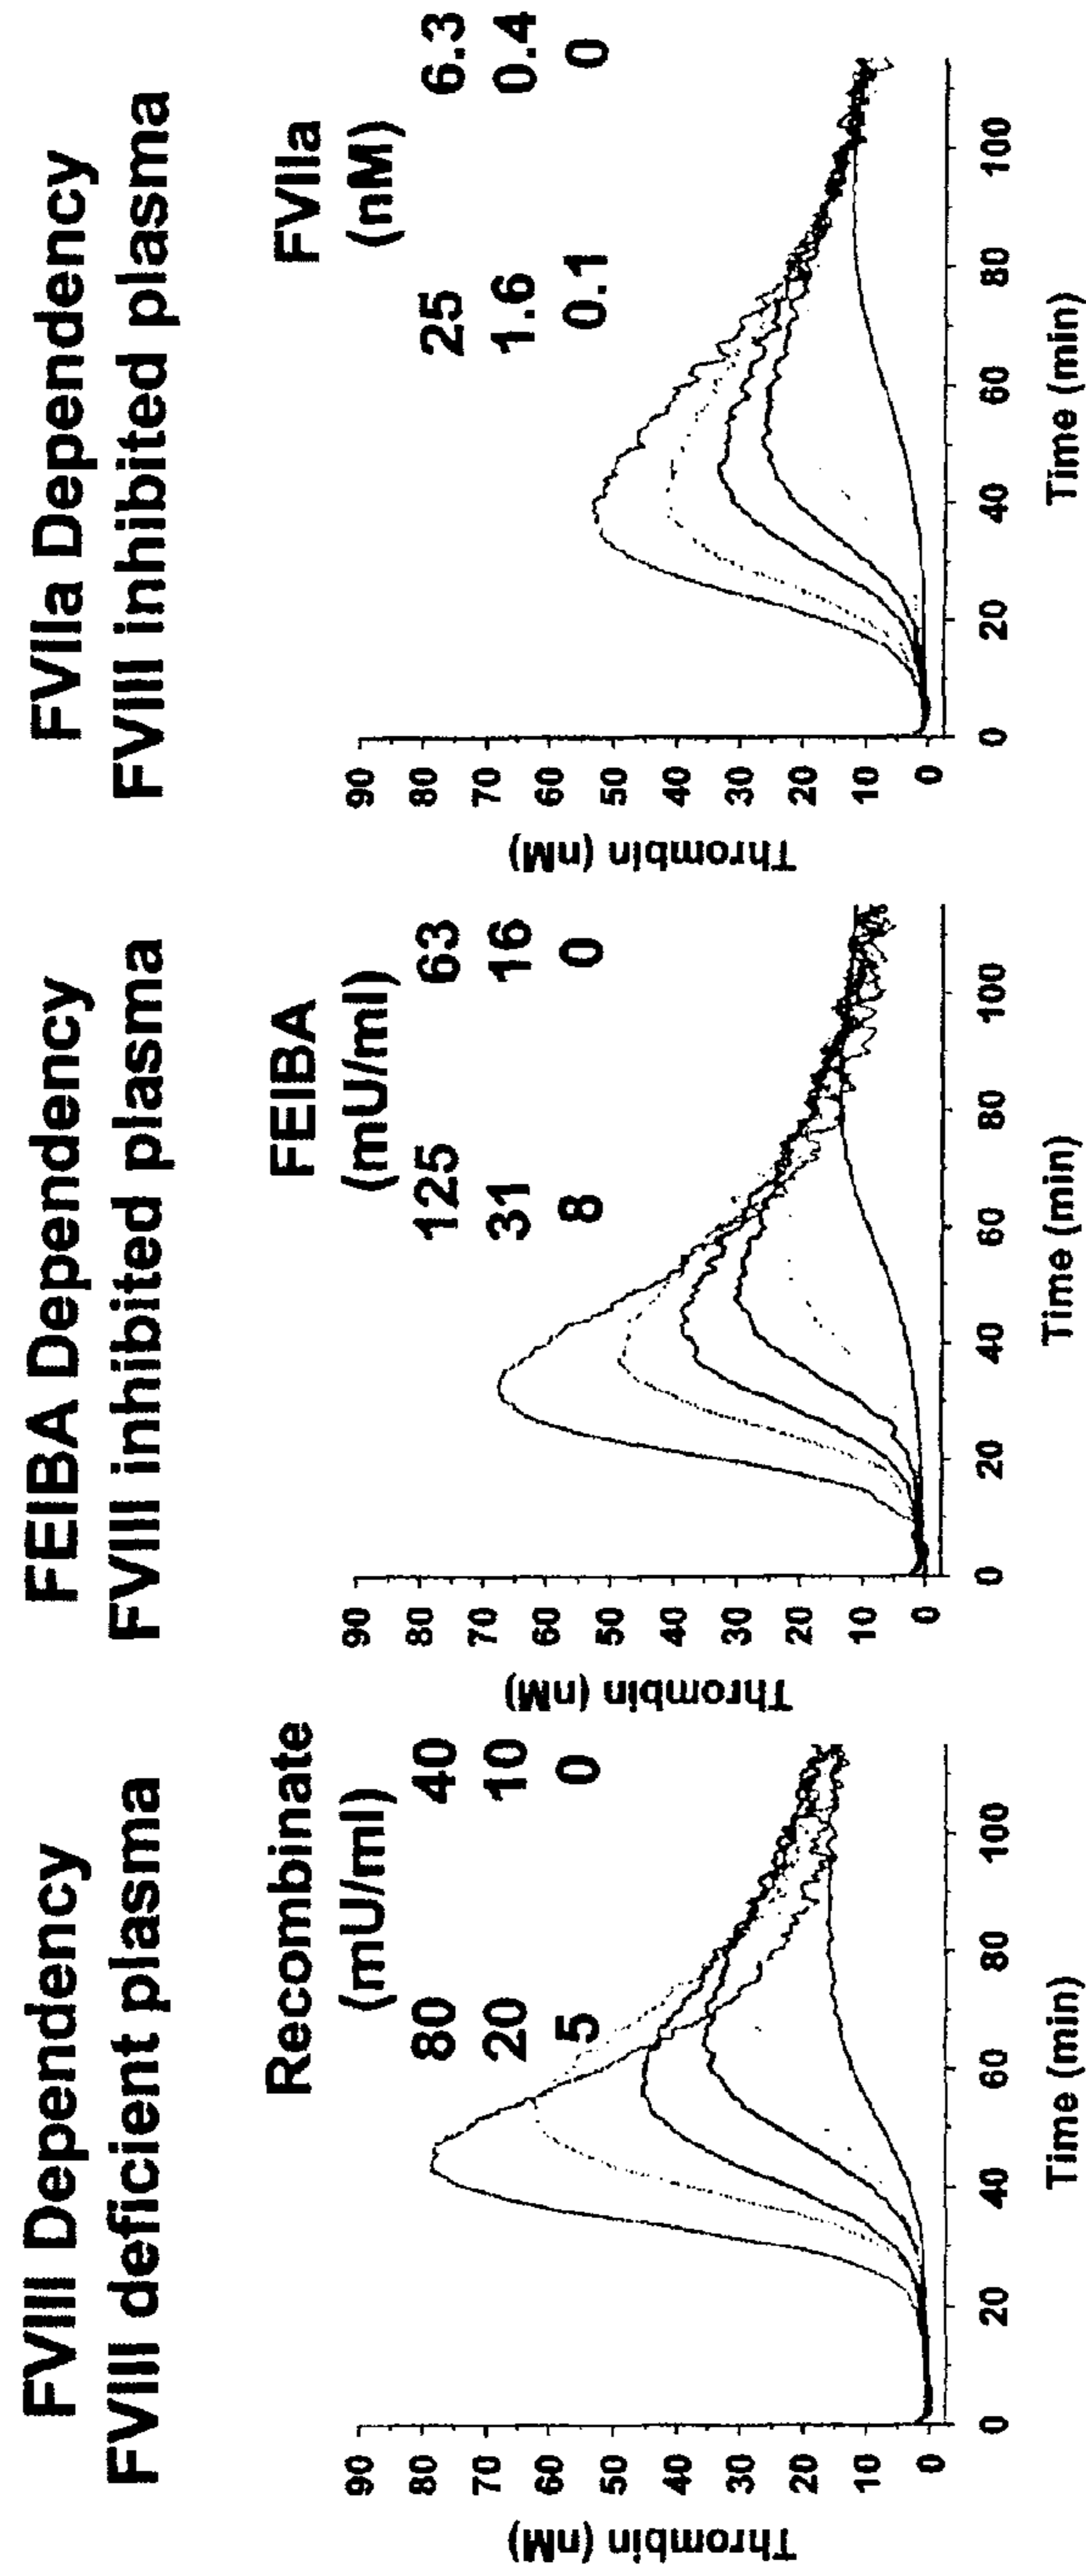 FVIII Dependency
FVIII deficient plasma
Recombinate
(mU/ml)
80 40
20 10
5 0
Thrombin (nM)
90
80
70
60
50
40
30
20
10
0
0 20 40 60 80 100
Time (min)
FEIBA Dependency
FVIII inhibited plasma
FEIBA
(mU/ml)
125 63
31 16
8 0
Thrombin (nM)
90
80
70
60
50
40
30
20
10
0
0 20 40 60 80 100
Time (min)
FVIIa Dependency
FVIII inhibited plasma
FVIIa
(nM)
25 6.3
1.6 0.4
0.1 0
Thrombin (nM)
90
80
70
60
50
40
30
20
10
0
0 20 40 60 80 100
Time (min)